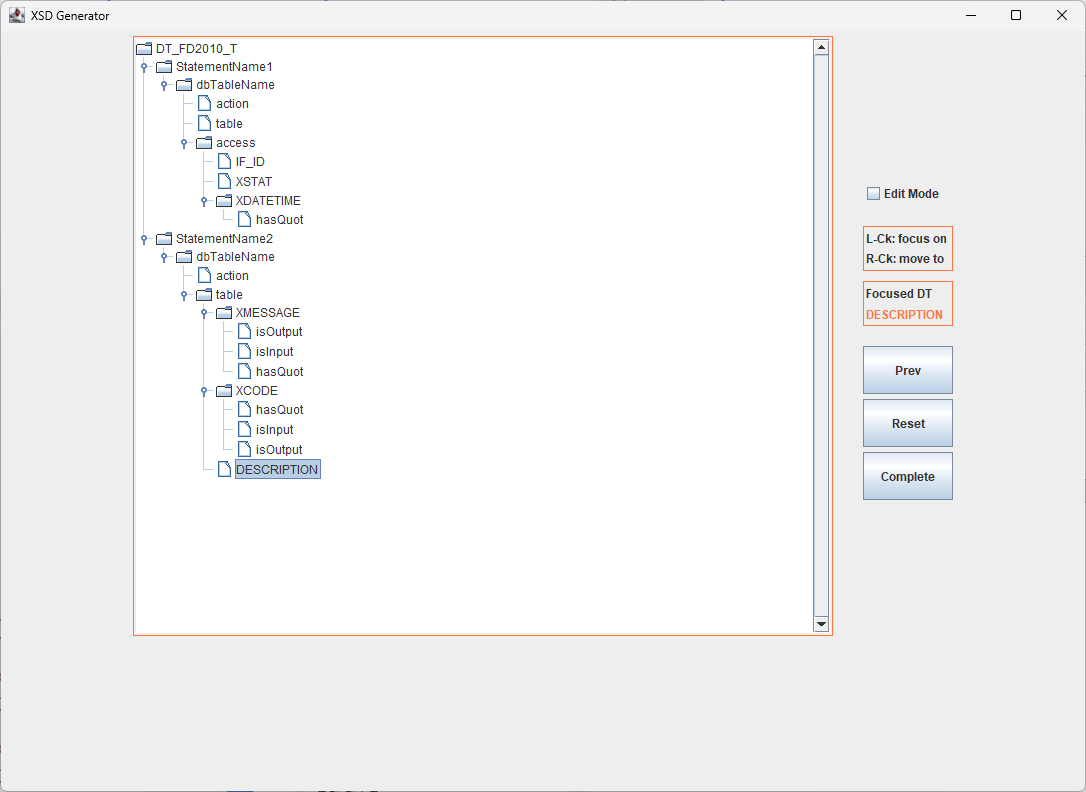 XSD Generator
DT_FD2010_T
StatementName1
dbTableName
action
table
access
IF_ID
XSTAT
XDATETIME
hasQuot
StatementName2
dbTableName
action
table
XMESSAGE
isOutput
isInput
hasQuot
XCODE
hasQuot
isInput
isOutput
DESCRIPTION
Edit Mode
L-Ck: focus on
R-Ck: move to
Focused DT
DESCRIPTION
Prev
Reset
Complete